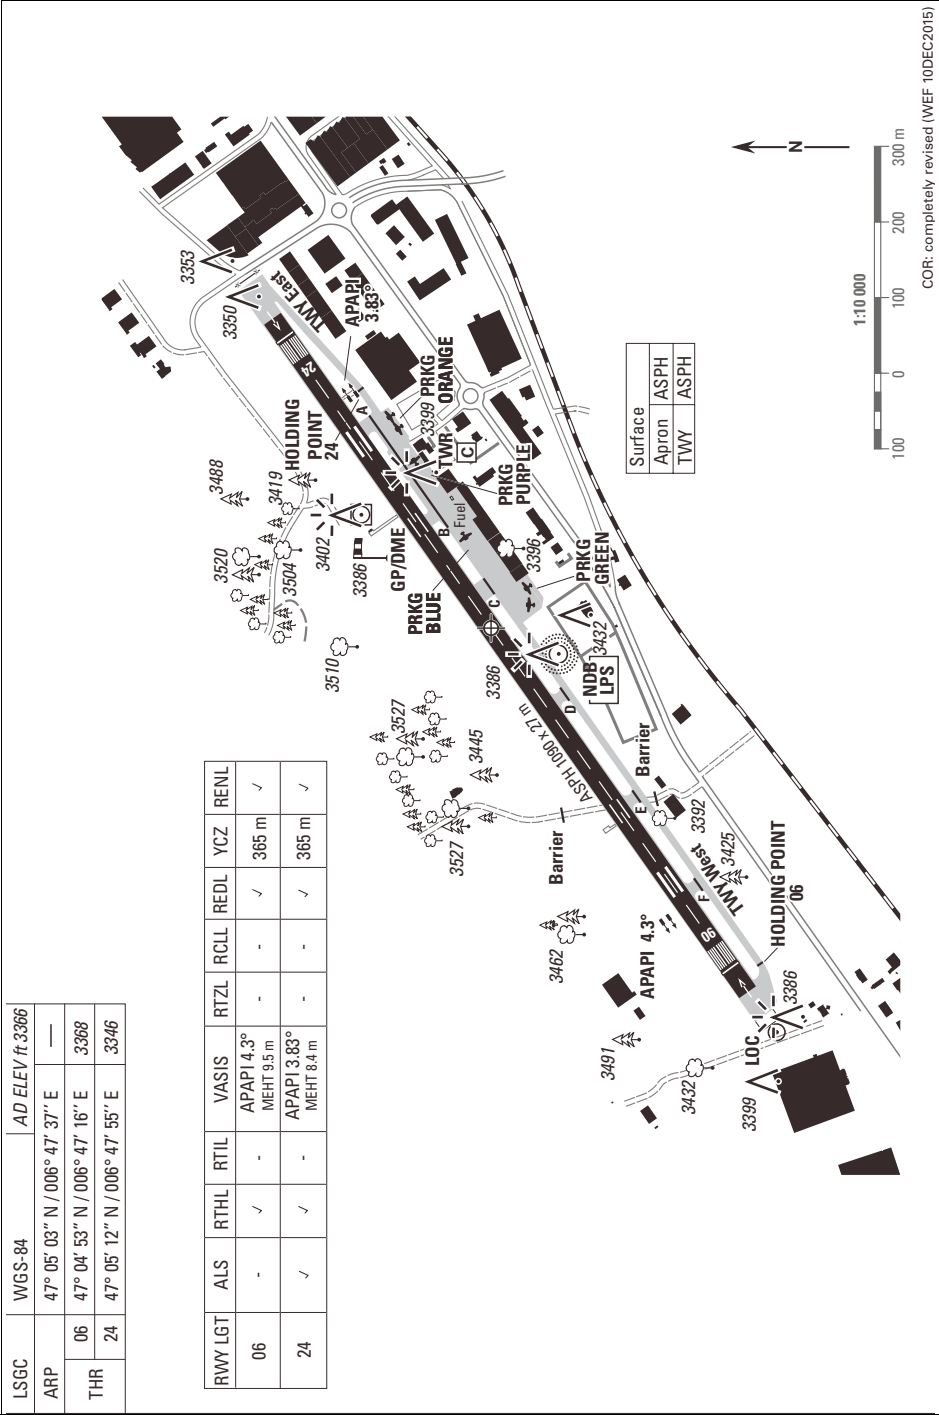 LSGC WGS-84 AD ELEV ft 3366
ARP 47° 05′ 03″ N / 006° 47′ 37″ E —
THR 06 47° 04′ 53″ N / 006° 47′ 16″ E 3368
24 47° 05′ 12″ N / 006° 47′ 55″ E 3346
RWY LGT ALS RTHL RTIL VASIS RTZL RCLL REDL YCZ RENL
06 - √ - APAPI 4.3° - - √ 365 m √
MEHT 9.5 m
24 √ √ - APAPI 3.83° - - √ 365 m √
MEHT 8.4 m
3353
3350
TWY East
APAPI
3.83°
24
HOLDING
POINT
24
A
3399
PRKG
ORANGE
TWR
C
PRKG
PURPLE
3488
3419
3520
3504
3402
3386
GP/DME
B
Fuel
PRKG
BLUE
3396
PRKG
GREEN
C
3510
3432
NDB
LPS
3386
D
ASPH 1090 x 27 m
3527
3445
3527
Barrier
Barrier
E
3392
3425
TWY West
F
HOLDING POINT
06
06
3462
APAPI 4.3°
3386
3491
LOC
3432
3399
Surface
Apron ASPH
TWY ASPH
N
1:10 000
100 0 100 200 300 m
COR: completely revised (WEF 10DEC2015)